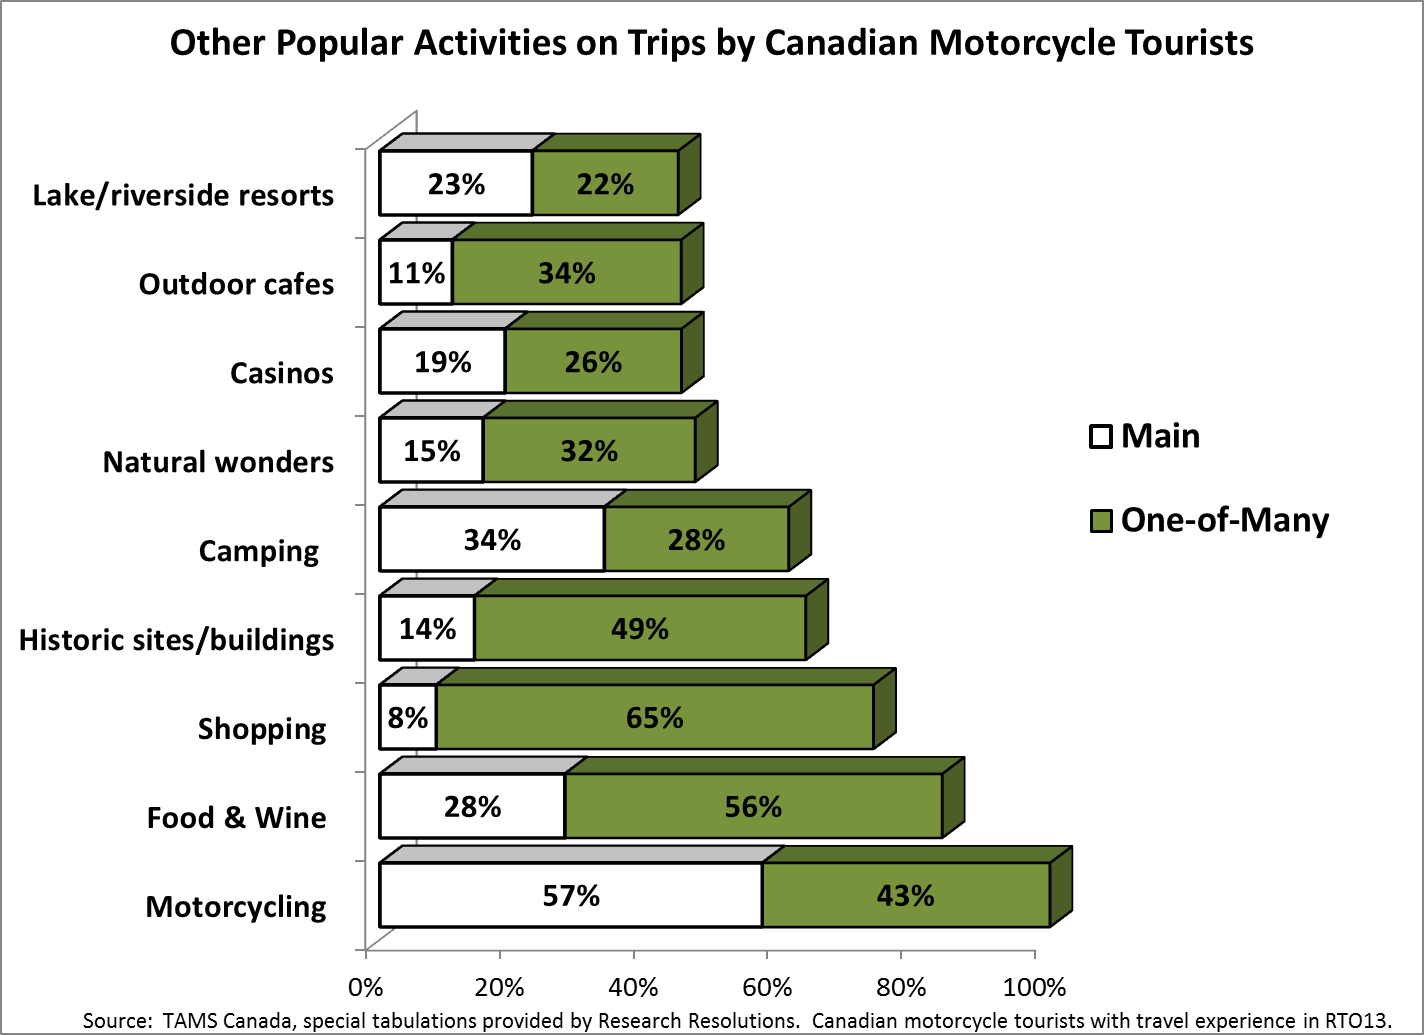 Other Popular Activities on Trips by Canadian Motorcycle Tourists
Lake/riverside resorts 23% 22%
Outdoor cafes 11% 34%
Casinos 19% 26%
Natural wonders 15% 32%
Camping 34% 28%
Historic sites/buildings 14% 49%
Shopping 8% 65%
Food & Wine 28% 56%
Motorcycling 57% 43%
Main
One-of-Many
0% 20% 40% 60% 80% 100%
Source:  TAMS Canada, special tabulations provided by Research Resolutions.  Canadian motorcycle tourists with travel experience in RTO13.